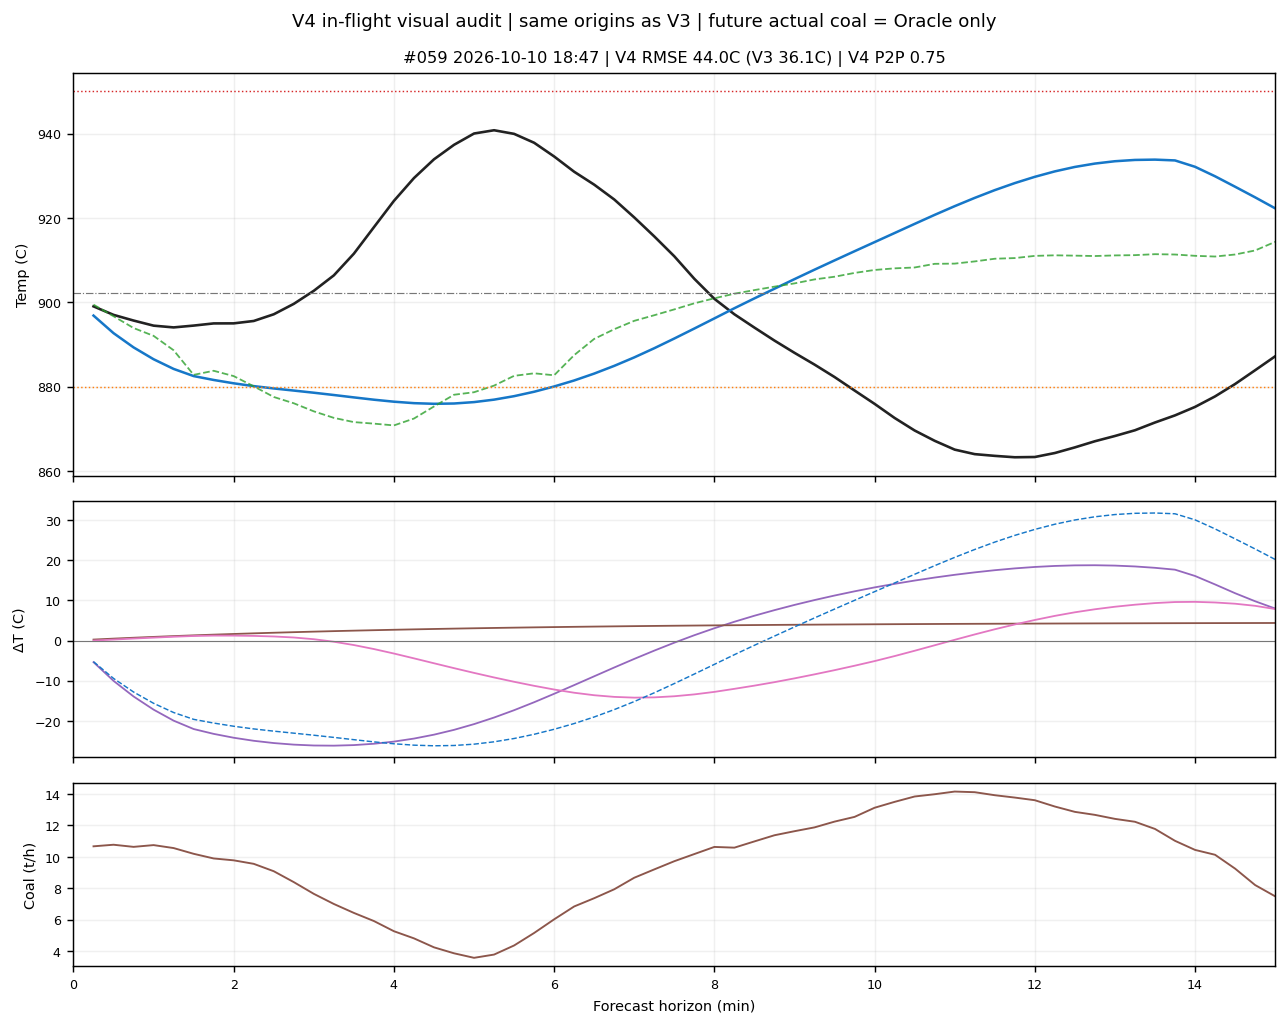 V4 in-flight visual audit | same origins as V3 | future actual coal = Oracle only
#059 2026-10-10 18:47 | V4 RMSE 44.0C (V3 36.1C) | V4 P2P 0.75
Temp (C)
940
920
900
880
860
ΔT (C)
30
20
10
0
−10
−20
Coal (t/h)
14
12
10
8
6
4
0 2 4 6 8 10 12 14
Forecast horizon (min)